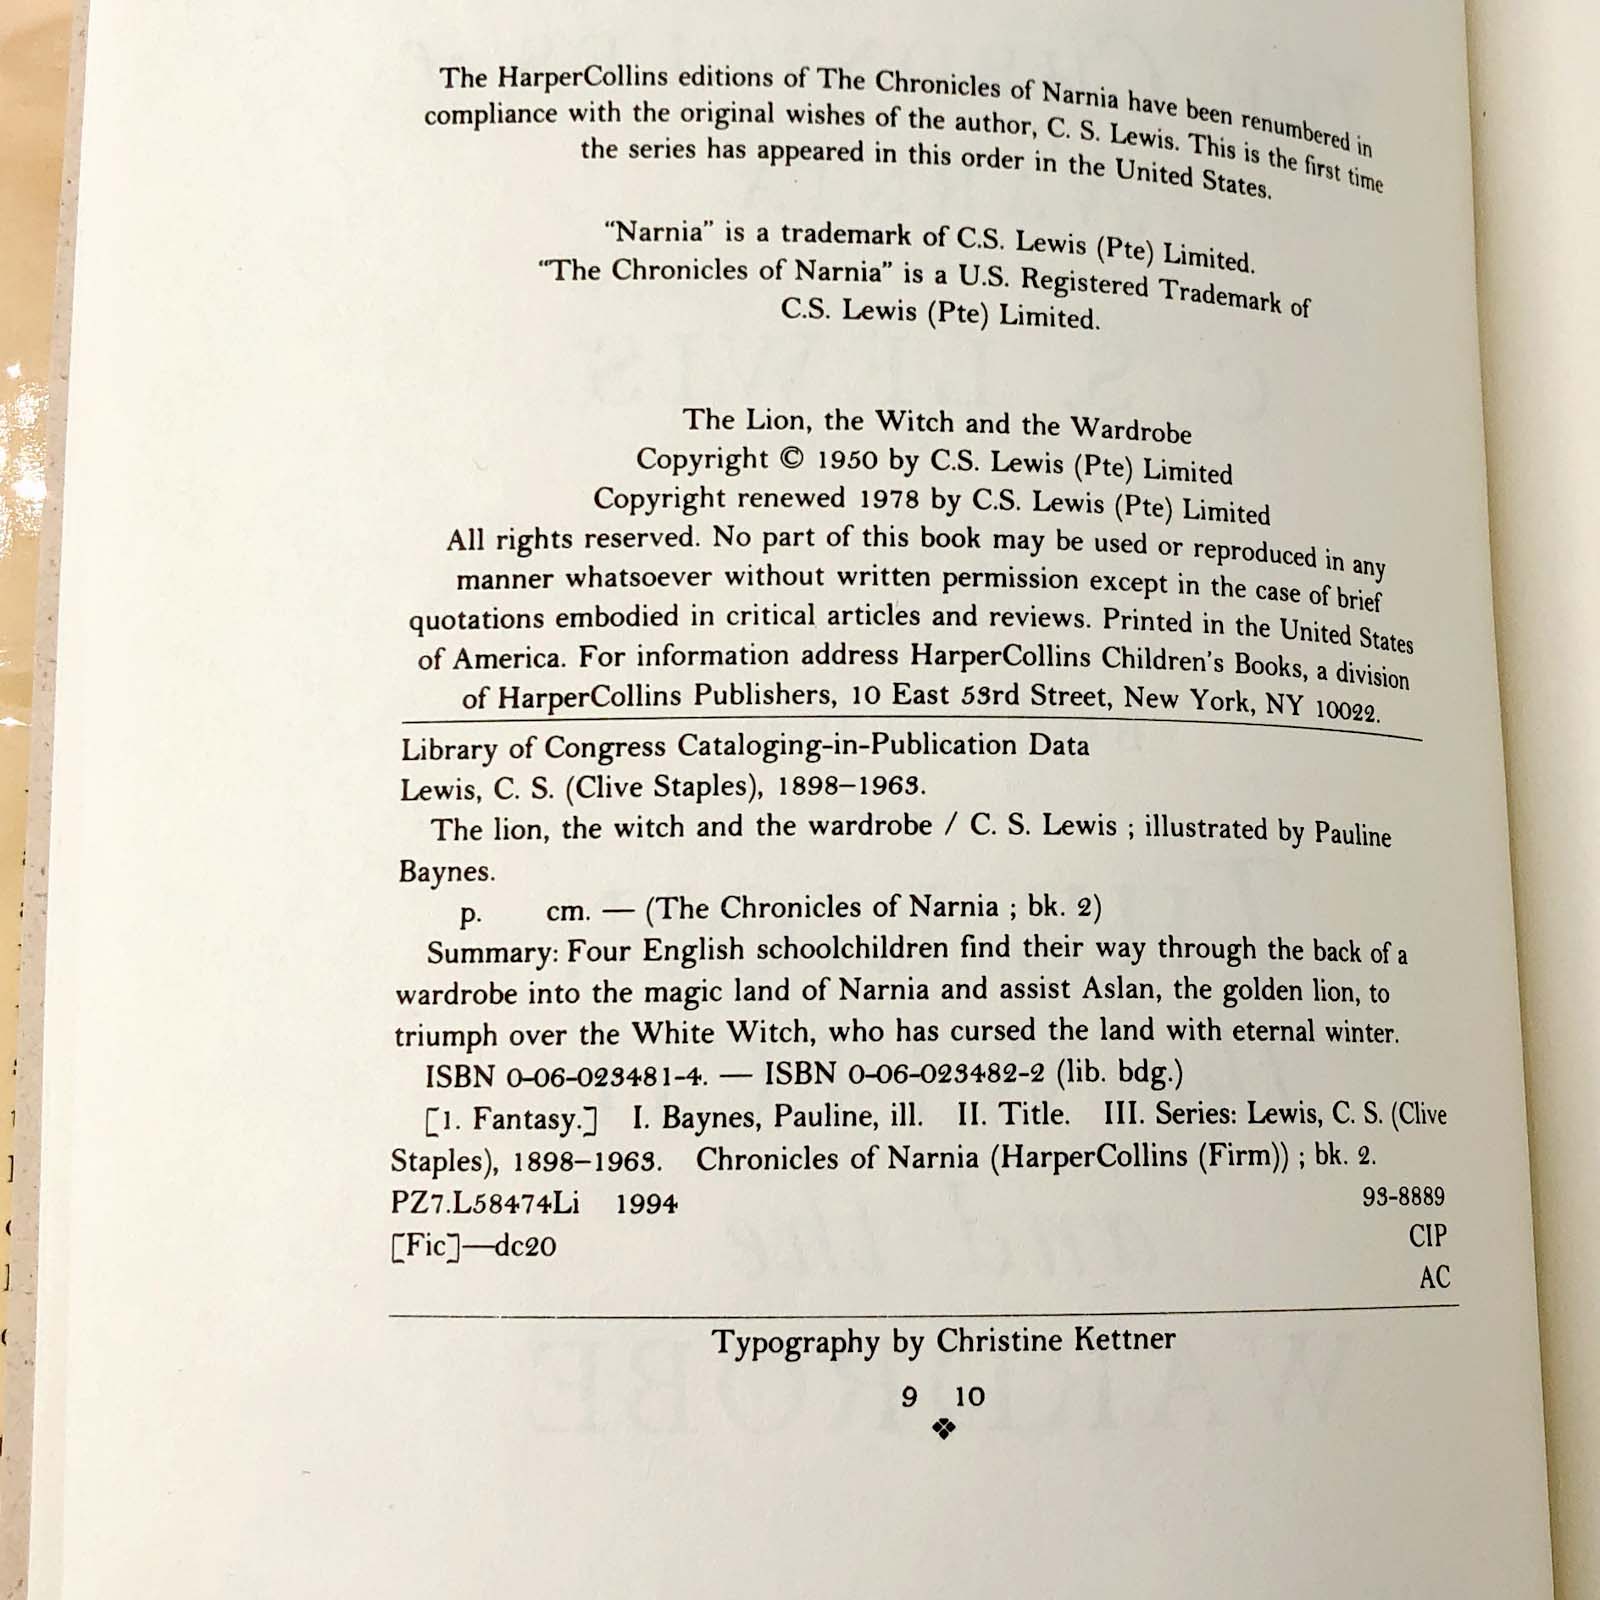 The HarperCollins editions of The Chronicles of Narnia have been renumbered in
compliance with the original wishes of the author, C. S. Lewis. This is the first time
the series has appeared in this order in the United States.
“Narnia” is a trademark of C.S. Lewis (Pte) Limited.
“The Chronicles of Narnia” is a U.S. Registered Trademark of
C.S. Lewis (Pte) Limited.
The Lion, the Witch and the Wardrobe
Copyright © 1950 by C.S. Lewis (Pte) Limited
Copyright renewed 1978 by C.S. Lewis (Pte) Limited
All rights reserved. No part of this book may be used or reproduced in any
manner whatsoever without written permission except in the case of brief
quotations embodied in critical articles and reviews. Printed in the United States
of America. For information address HarperCollins Children's Books, a division
of HarperCollins Publishers, 10 East 53rd Street, New York, NY 10022.
Library of Congress Cataloging-in-Publication Data
Lewis, C. S. (Clive Staples), 1898–1963.
The lion, the witch and the wardrobe / C. S. Lewis ; illustrated by Pauline
Baynes.
p. cm. — (The Chronicles of Narnia ; bk. 2)
Summary: Four English schoolchildren find their way through the back of a
wardrobe into the magic land of Narnia and assist Aslan, the golden lion, to
triumph over the White Witch, who has cursed the land with eternal winter.
ISBN 0-06-023481-4. — ISBN 0-06-023482-2 (lib. bdg.)
[1. Fantasy.] I. Baynes, Pauline, ill. II. Title. III. Series: Lewis, C. S. (Clive
Staples), 1898–1963. Chronicles of Narnia (HarperCollins (Firm)) ; bk. 2.
PZ7.L58474Li 1994 93-8889
[Fic]—dc20 CIP
AC
Typography by Christine Kettner
9 10